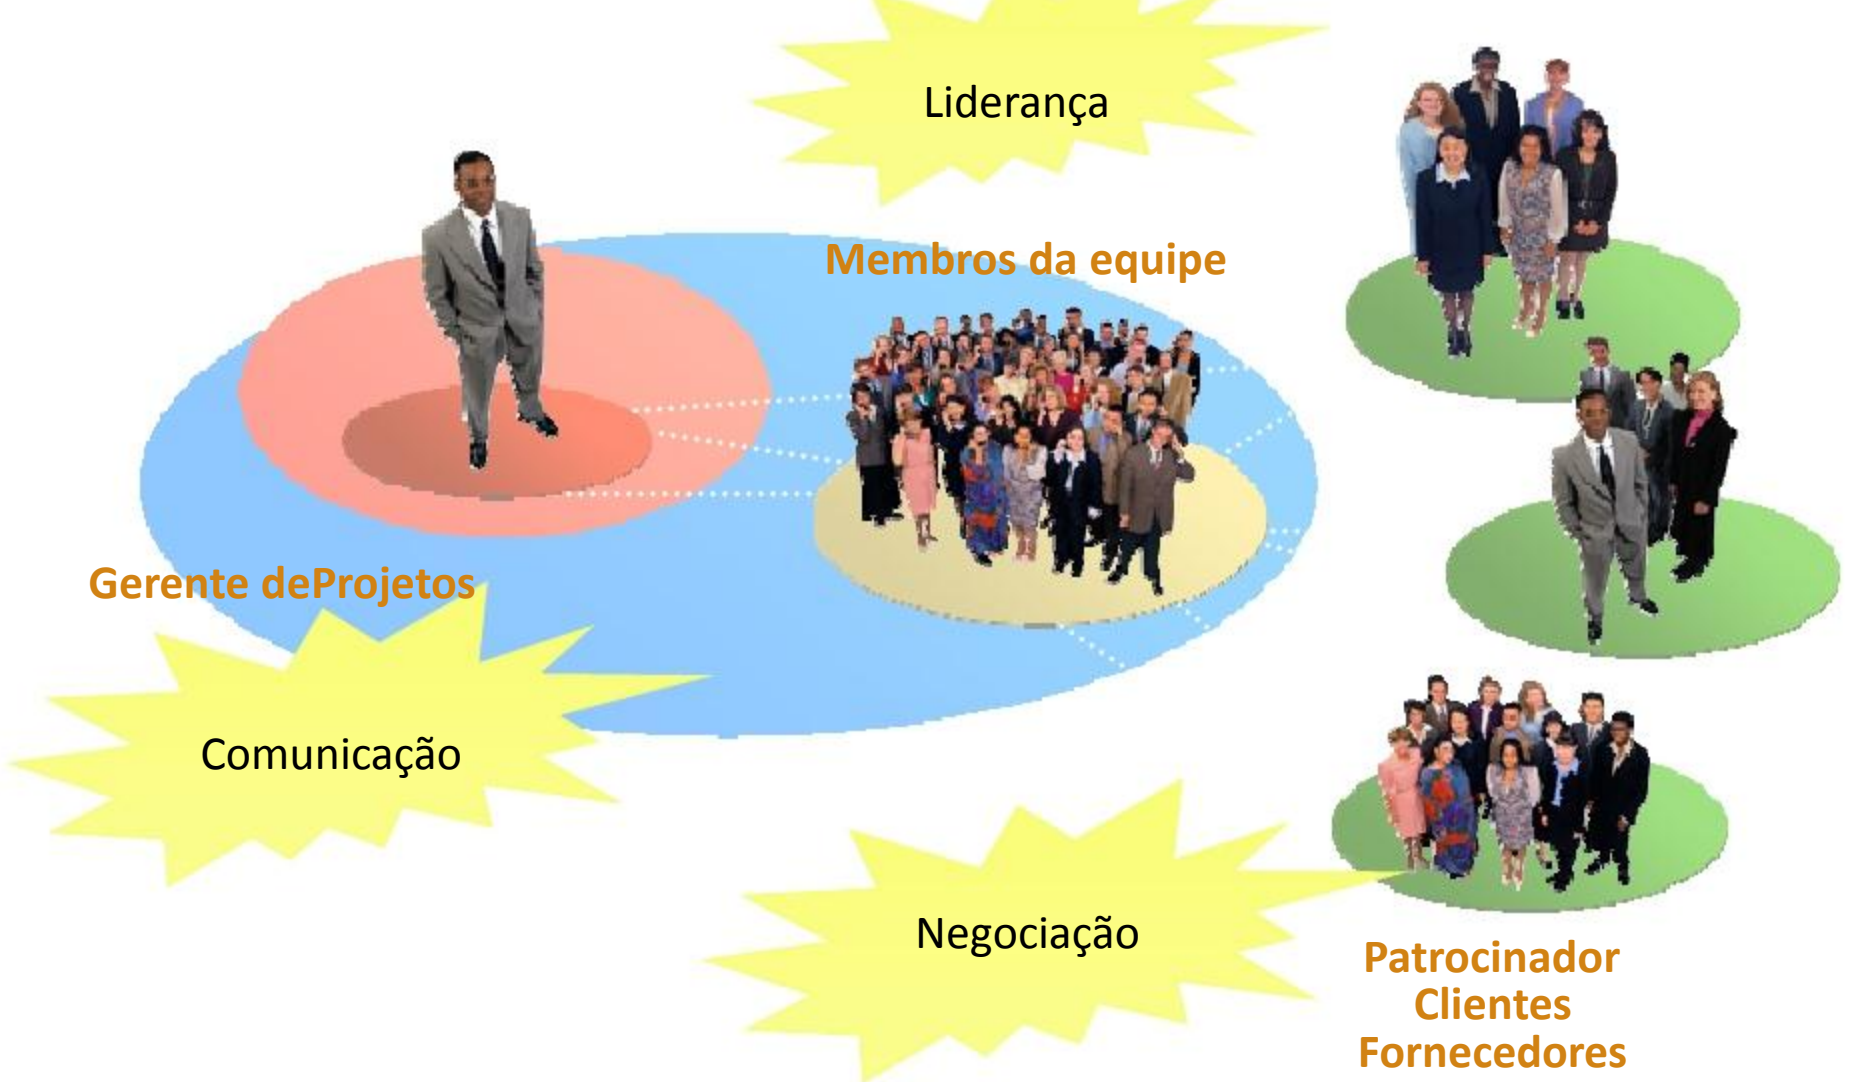 Liderança
Membros da equipe
Gerente deProjetos
Comunicação
Negociação
Patrocinador
Clientes
Fornecedores